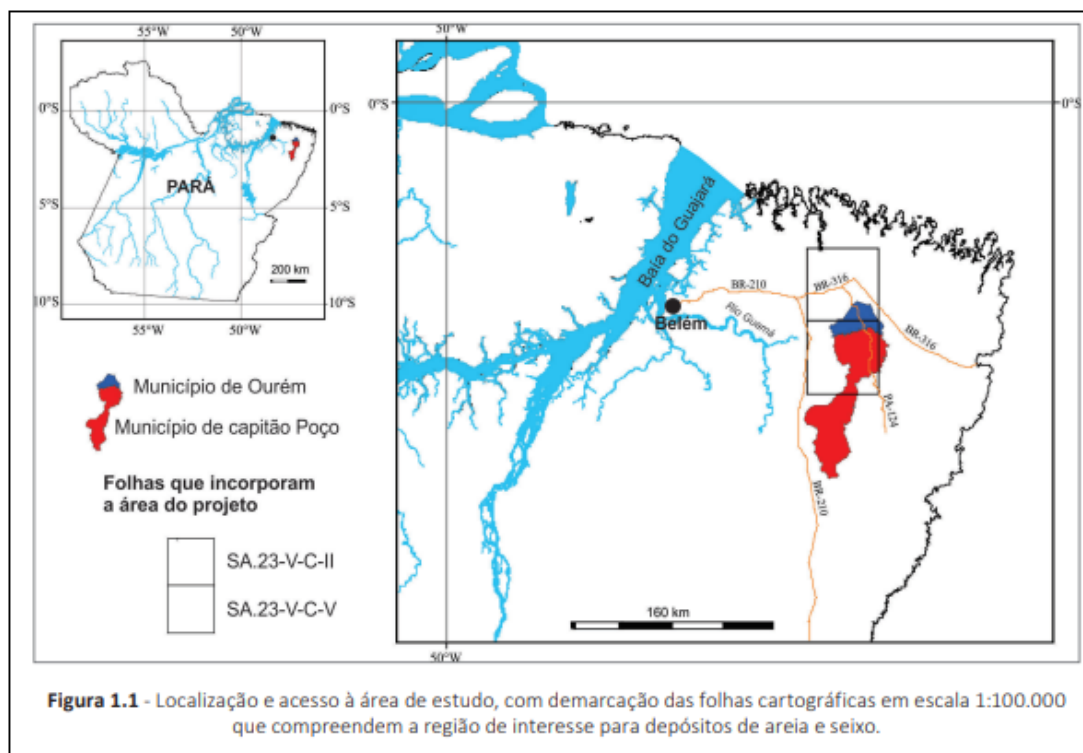 55°W
50°W
0°S
0°S
PARÁ
5°S
5°S
200 km
10°S
10°S
55°W
50°W
Município de Ourém
Município de capitão Poço
Folhas que incorporam
a área do projeto
SA.23-V-C-II
SA.23-V-C-V
50°W
0°S
0°S
Baía do Guajará
BR-210
BR-316
Belém
Rio Guamá
BR-316
PA-124
BR-210
160 km
50°W
Figura 1.1 - Localização e acesso à área de estudo, com demarcação das folhas cartográficas em escala 1:100.000
que compreendem a região de interesse para depósitos de areia e seixo.